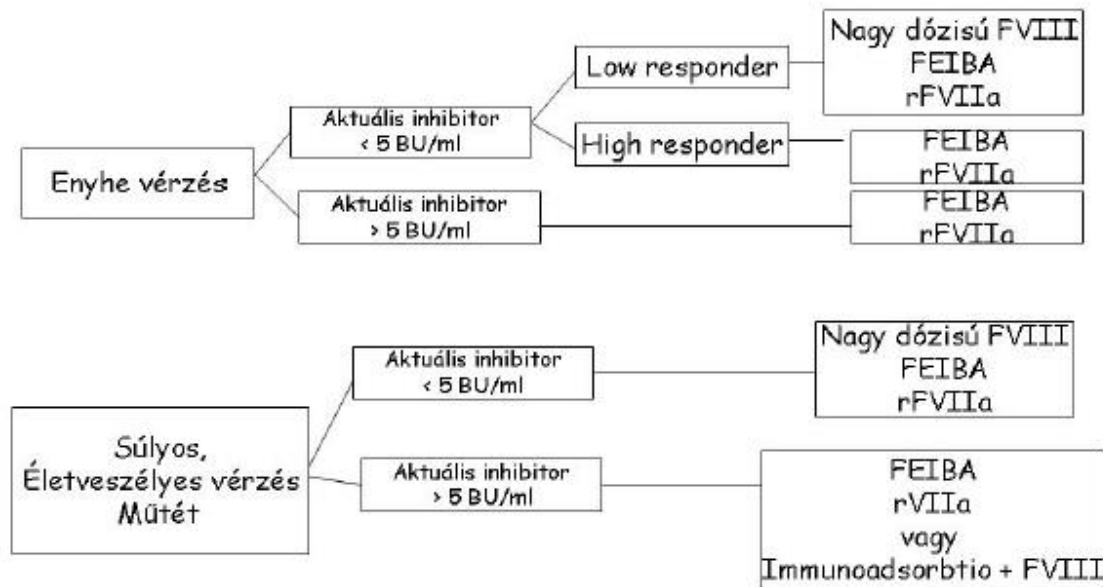 Enyhe vérzés
Aktuális inhibitor
< 5 BU/ml
Low responder
Nagy dózisú FVIII
FEIBA
rFVIIa
High responder
FEIBA
rFVIIa
Aktuális inhibitor
> 5 BU/ml
FEIBA
rFVIIa
Súlyos,
Életveszélyes vérzés
Műtét
Aktuális inhibitor
< 5 BU/ml
Nagy dózisú FVIII
FEIBA
rFVIIa
Aktuális inhibitor
> 5 BU/ml
FEIBA
rVIIa
vagy
Immunoadsorbtio + FVIII